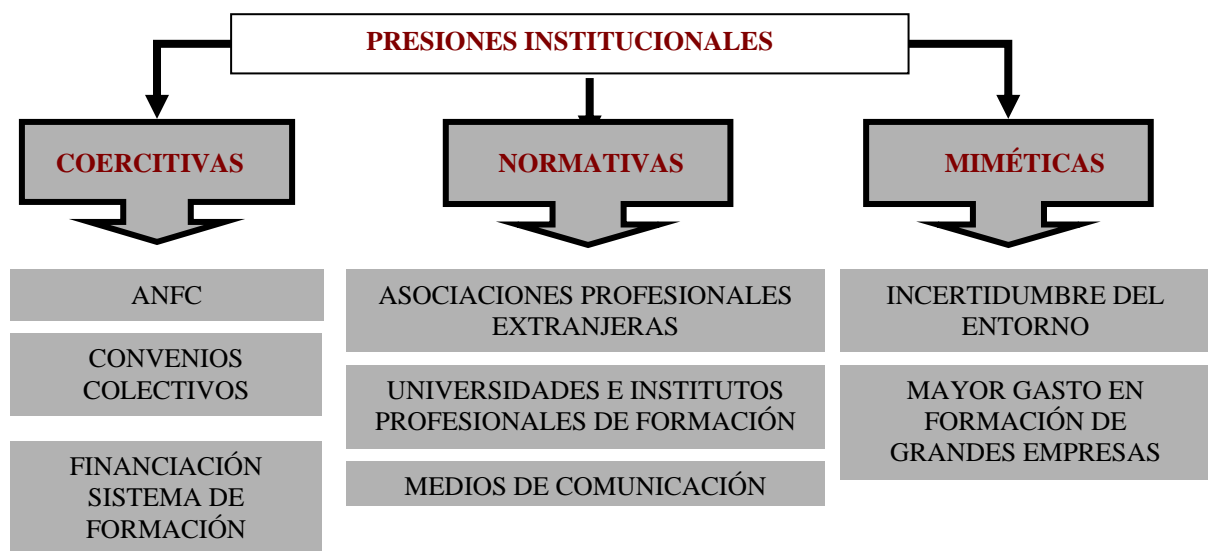 PRESIONES INSTITUCIONALES
COERCITIVAS
NORMATIVAS
MIMÉTICAS
ANFC
CONVENIOS
COLECTIVOS
FINANCIACIÓN
SISTEMA DE
FORMACIÓN
ASOCIACIONES PROFESIONALES
EXTRANJERAS
UNIVERSIDADES E INSTITUTOS
PROFESIONALES DE FORMACIÓN
MEDIOS DE COMUNICACIÓN
INCERTIDUMBRE DEL
ENTORNO
MAYOR GASTO EN
FORMACIÓN DE
GRANDES EMPRESAS